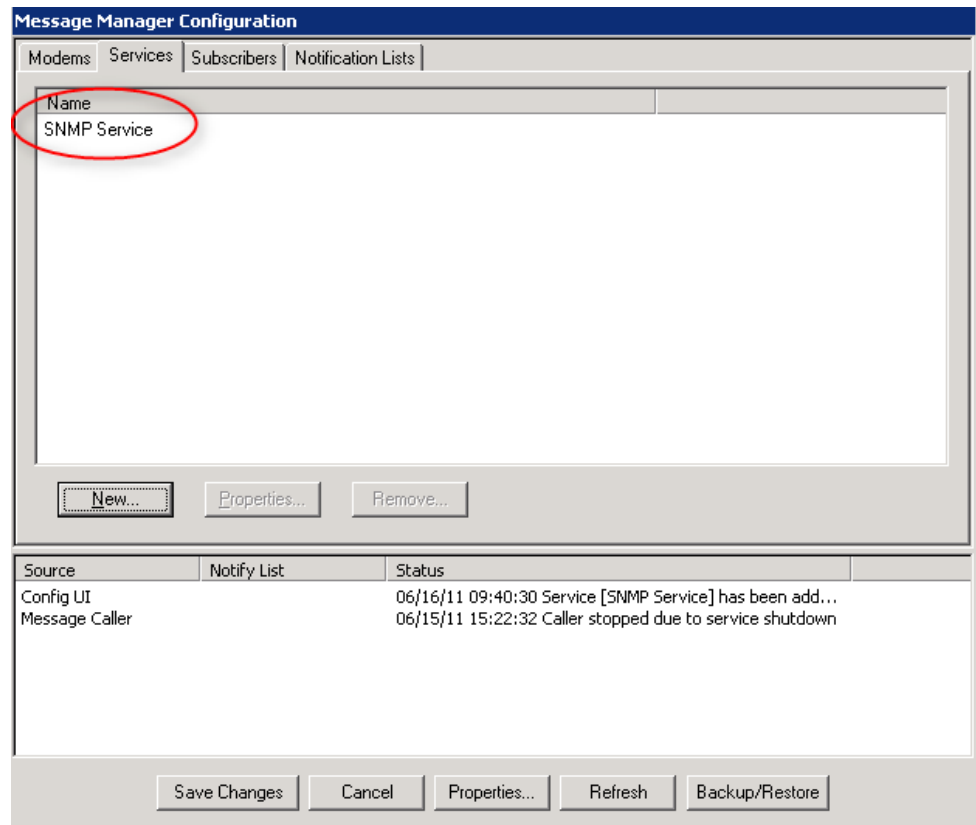 Message Manager Configuration
Modems Services Subscribers Notification Lists
Name
SNMP Service
New... Properties... Remove...
Source Notify List Status
Config UI 06/16/11 09:40:30 Service [SNMP Service] has been add...
Message Caller 06/15/11 15:22:32 Caller stopped due to service shutdown
Save Changes Cancel Properties... Refresh Backup/Restore